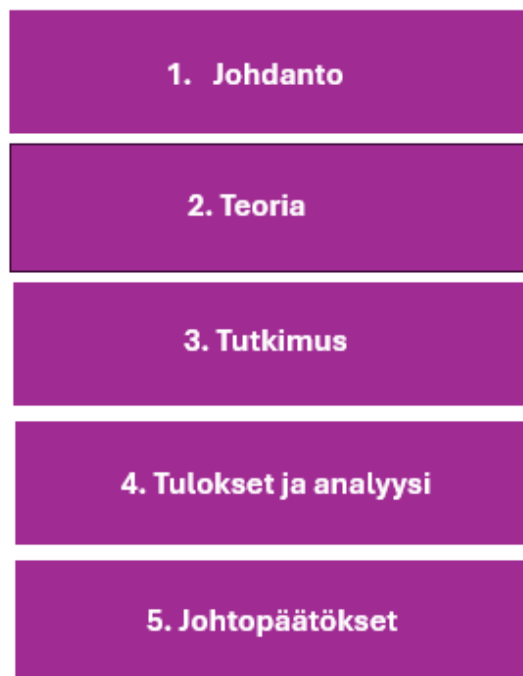 1. Johdanto
2. Teoria
3. Tutkimus
4. Tulokset ja analyysi
5. Johtopäätökset